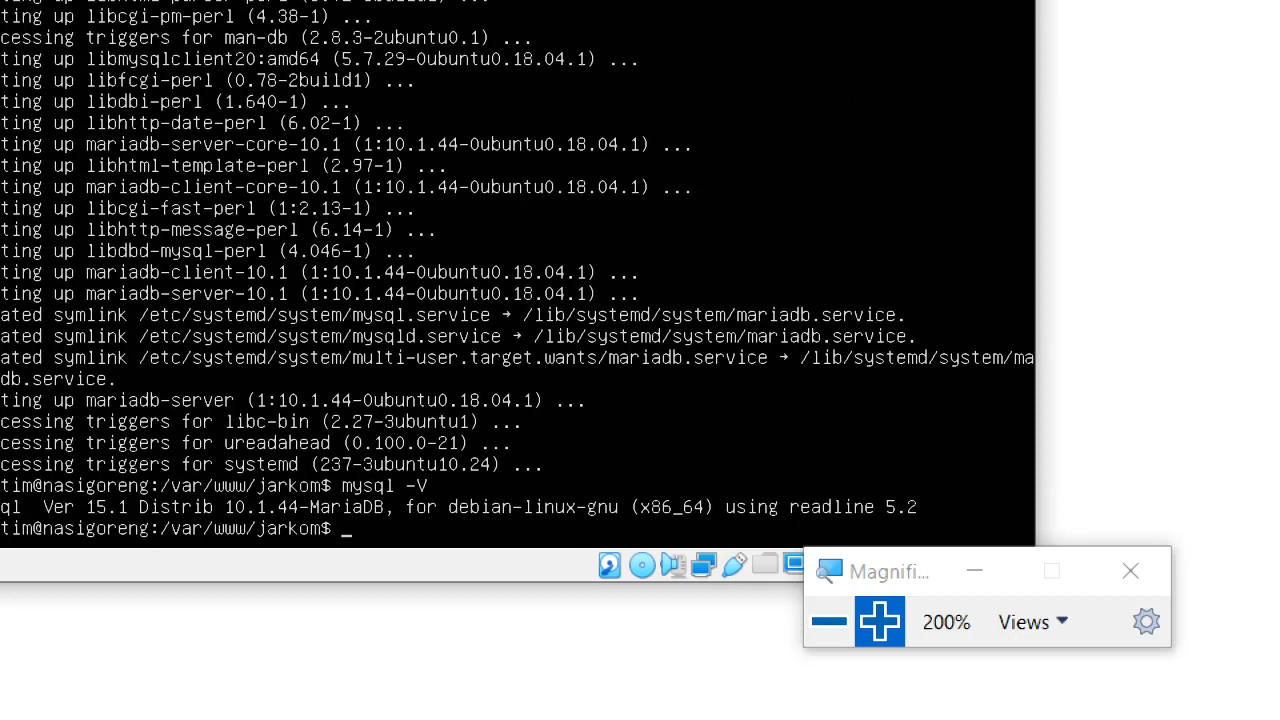 ting up libcgi-pm-perl (4.38-1) ...
cessing triggers for man-db (2.8.3-2ubuntu0.1) ...
ting up libmysqlclient20:amd64 (5.7.29-0ubuntu0.18.04.1) ...
ting up libfcgi-perl (0.78-2build1) ...
ting up libdbi-perl (1.640-1) ...
ting up libhttp-date-perl (6.02-1) ...
ting up mariadb-server-core-10.1 (1:10.1.44-0ubuntu0.18.04.1) ...
ting up libhtml-template-perl (2.97-1) ...
ting up mariadb-client-core-10.1 (1:10.1.44-0ubuntu0.18.04.1) ...
ting up libcgi-fast-perl (1:2.13-1) ...
ting up libhttp-message-perl (6.14-1) ...
ting up libdbd-mysql-perl (4.046-1) ...
ting up mariadb-client-10.1 (1:10.1.44-0ubuntu0.18.04.1) ...
ting up mariadb-server-10.1 (1:10.1.44-0ubuntu0.18.04.1) ...
ated symlink /etc/systemd/system/mysql.service → /lib/systemd/system/mariadb.service.
ated symlink /etc/systemd/system/mysqld.service → /lib/systemd/system/mariadb.service.
ated symlink /etc/systemd/system/multi-user.target.wants/mariadb.service → /lib/systemd/system/ma
db.service.
ting up mariadb-server (1:10.1.44-0ubuntu0.18.04.1) ...
cessing triggers for libc-bin (2.27-3ubuntu1) ...
cessing triggers for ureadahead (0.100.0-21) ...
cessing triggers for systemd (237-3ubuntu10.24) ...
tim@nasigoreng:/var/www/jarkom$ mysql -V
ql  Ver 15.1 Distrib 10.1.44-MariaDB, for debian-linux-gnu (x86_64) using readline 5.2
tim@nasigoreng:/var/www/jarkom$ _
Magnifi...
200% Views